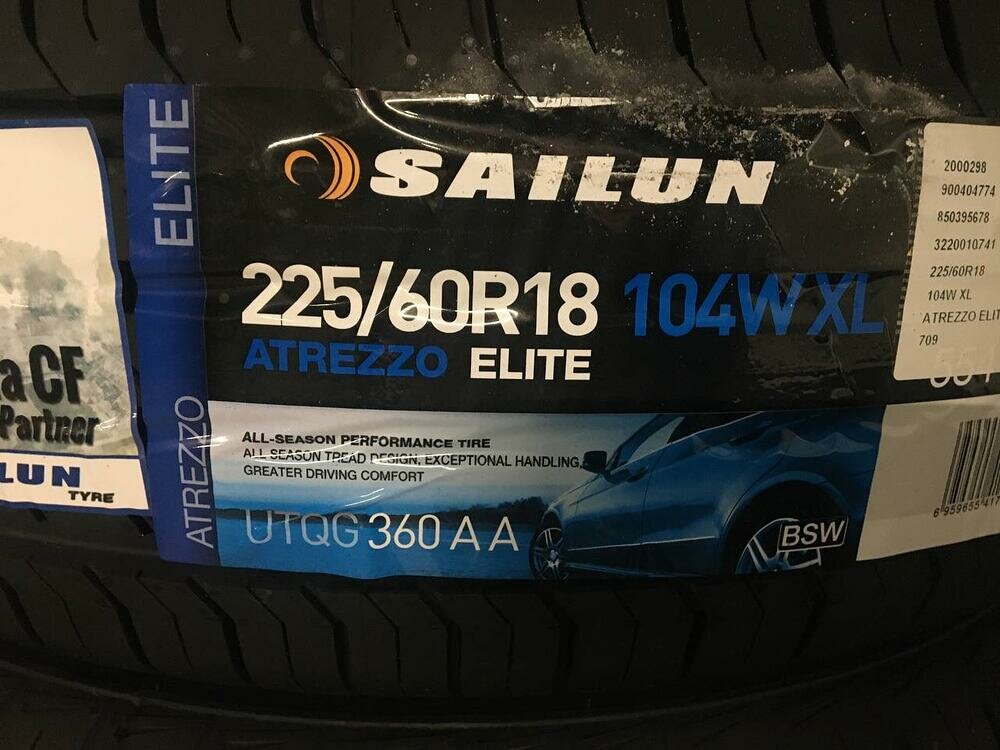 SAILUN
225/60R18 104W XL
ATREZZO ELITE
ATREZZO ELITE
ALL-SEASON PERFORMANCE TIRE
ALL SEASON TREAD DESIGN, EXCEPTIONAL HANDLING,
GREATER DRIVING COMFORT
UTQG 360 A A
BSW
2000298
900404774
850395678
3220010741
225/60R18
104W XL
ATREZZO ELIT
709
a CF
Partner
LUN
TYRE